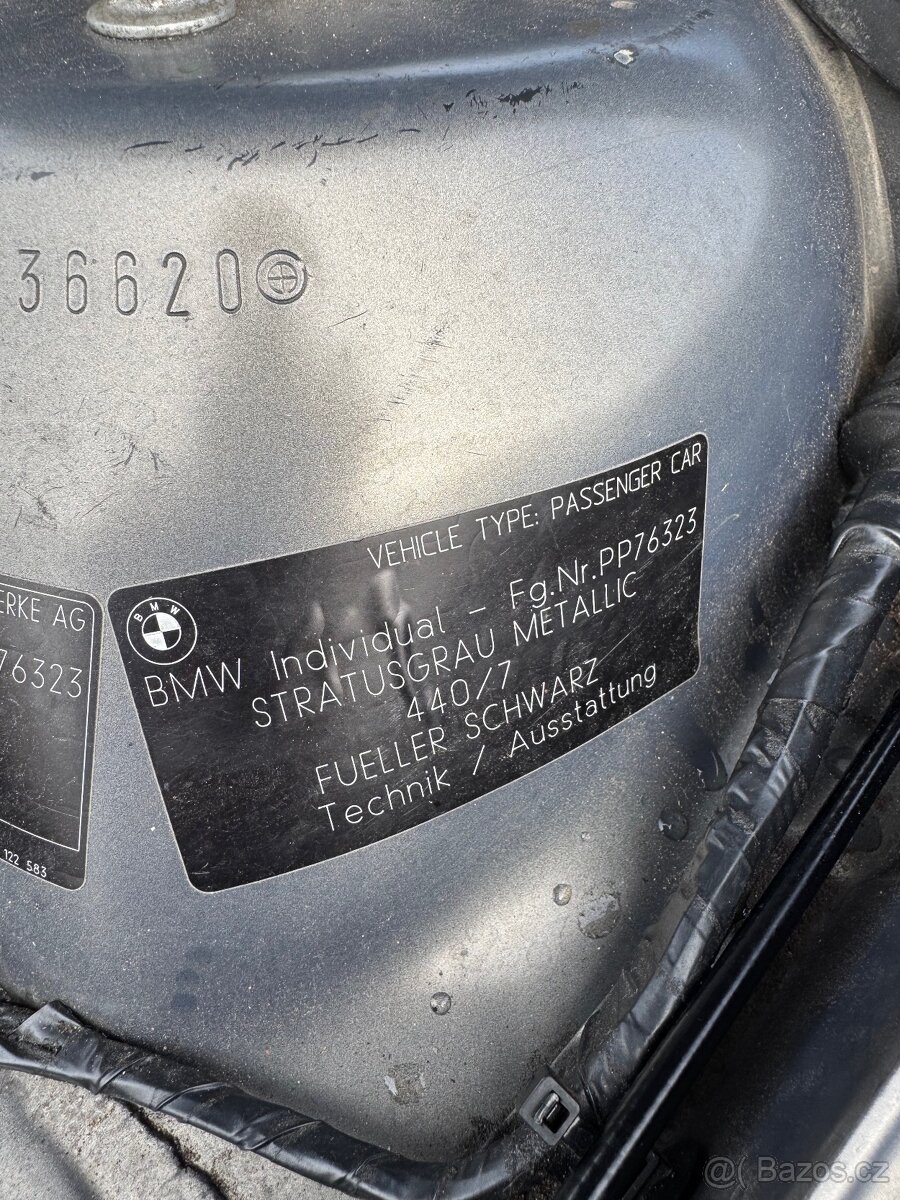 36620
ERKE AG
76323
122 583
VEHICLE TYPE: PASSENGER CAR
BMW
BMW Individual - Fg.Nr.PP76323
STRATUSGRAU METALLIC
440/7
FUELLER SCHWARZ
Technik / Ausstattung
@( Bazos.cz